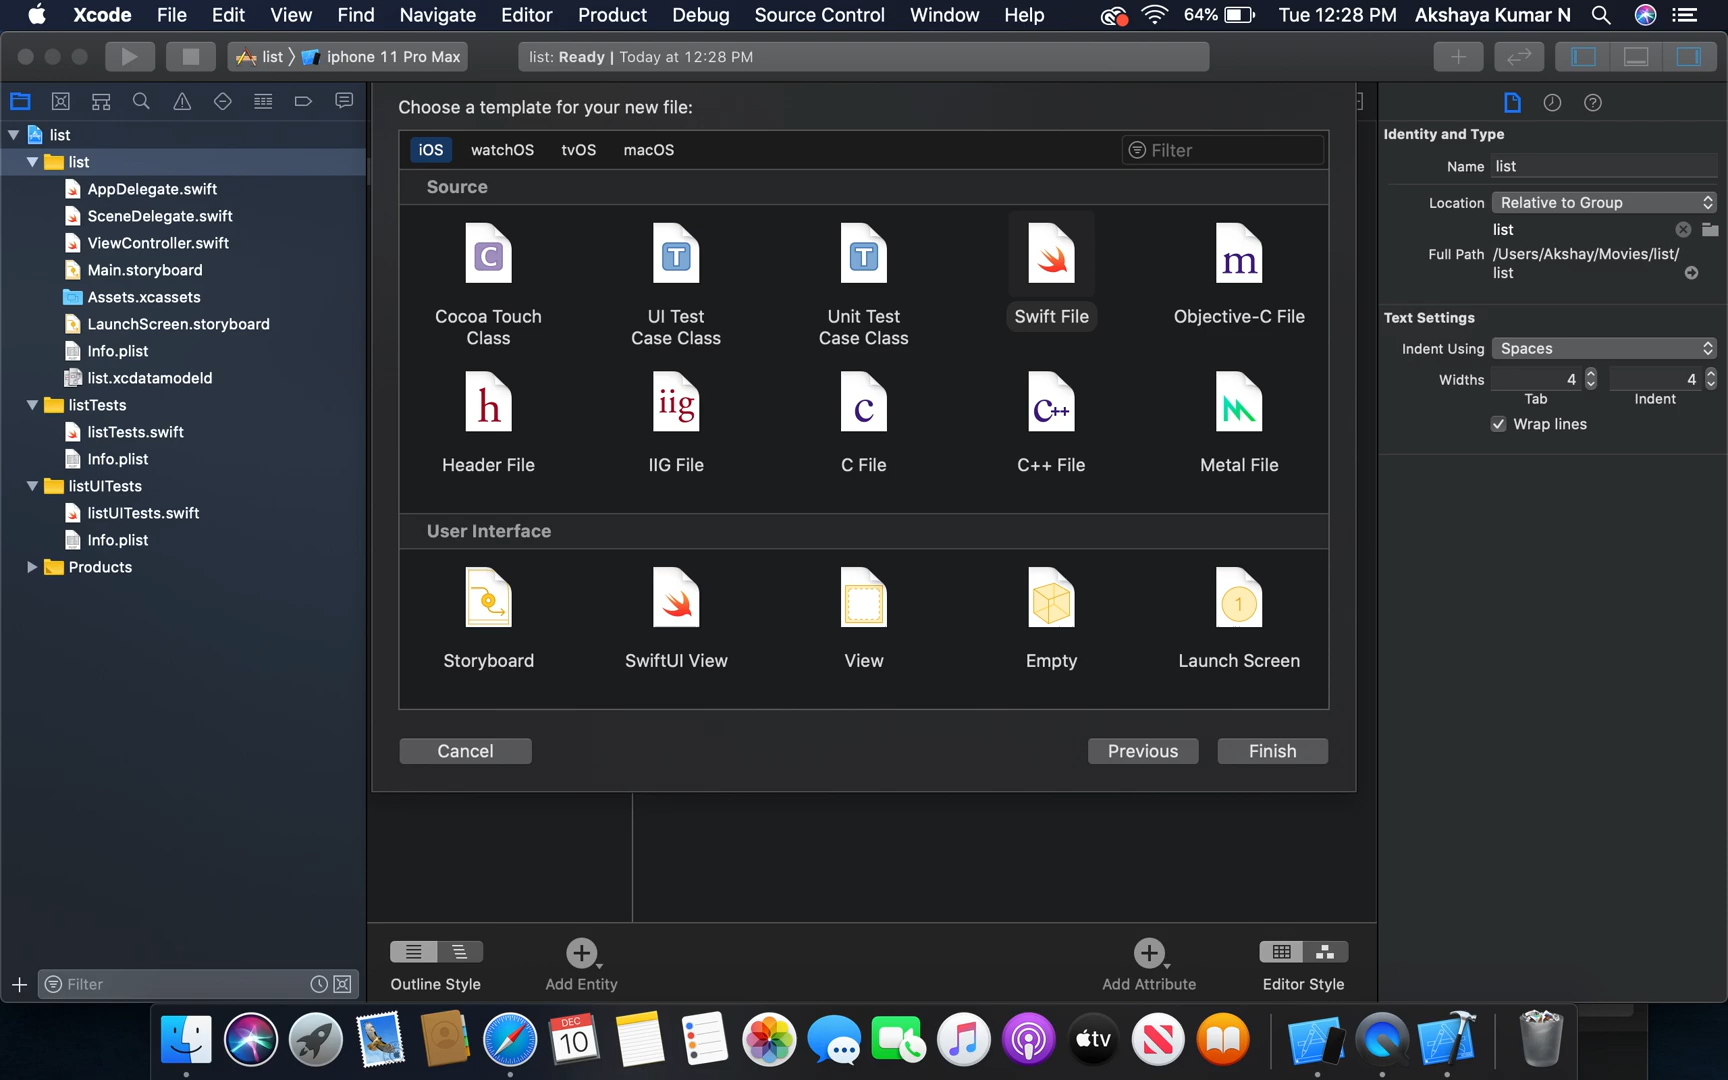 Xcode File Edit View Find Navigate Editor Product Debug Source Control Window Help 64% Tue 12:28 PM Akshaya Kumar N
list iphone 11 Pro Max list: Ready | Today at 12:28 PM
Choose a template for your new file:
iOS watchOS tvOS macOS Filter
Source
C T T m
Cocoa Touch Class
UI Test Case Class
Unit Test Case Class
Swift File
Objective-C File
h iig c C++
Header File
IIG File
C File
C++ File
Metal File
User Interface
1
Storyboard
SwiftUI View
View
Empty
Launch Screen
Cancel Previous Finish
list
list
AppDelegate.swift
SceneDelegate.swift
ViewController.swift
Main.storyboard
Assets.xcassets
LaunchScreen.storyboard
Info.plist
list.xcdatamodeld
listTests
listTests.swift
Info.plist
listUITests
listUITests.swift
Info.plist
Products
Filter
Identity and Type
Name list
Location Relative to Group
list
Full Path /Users/Akshay/Movies/list/
list
Text Settings
Indent Using Spaces
Widths 4 4
Tab Indent
Wrap lines
Outline Style Add Entity Add Attribute Editor Style
DEC
10
tv